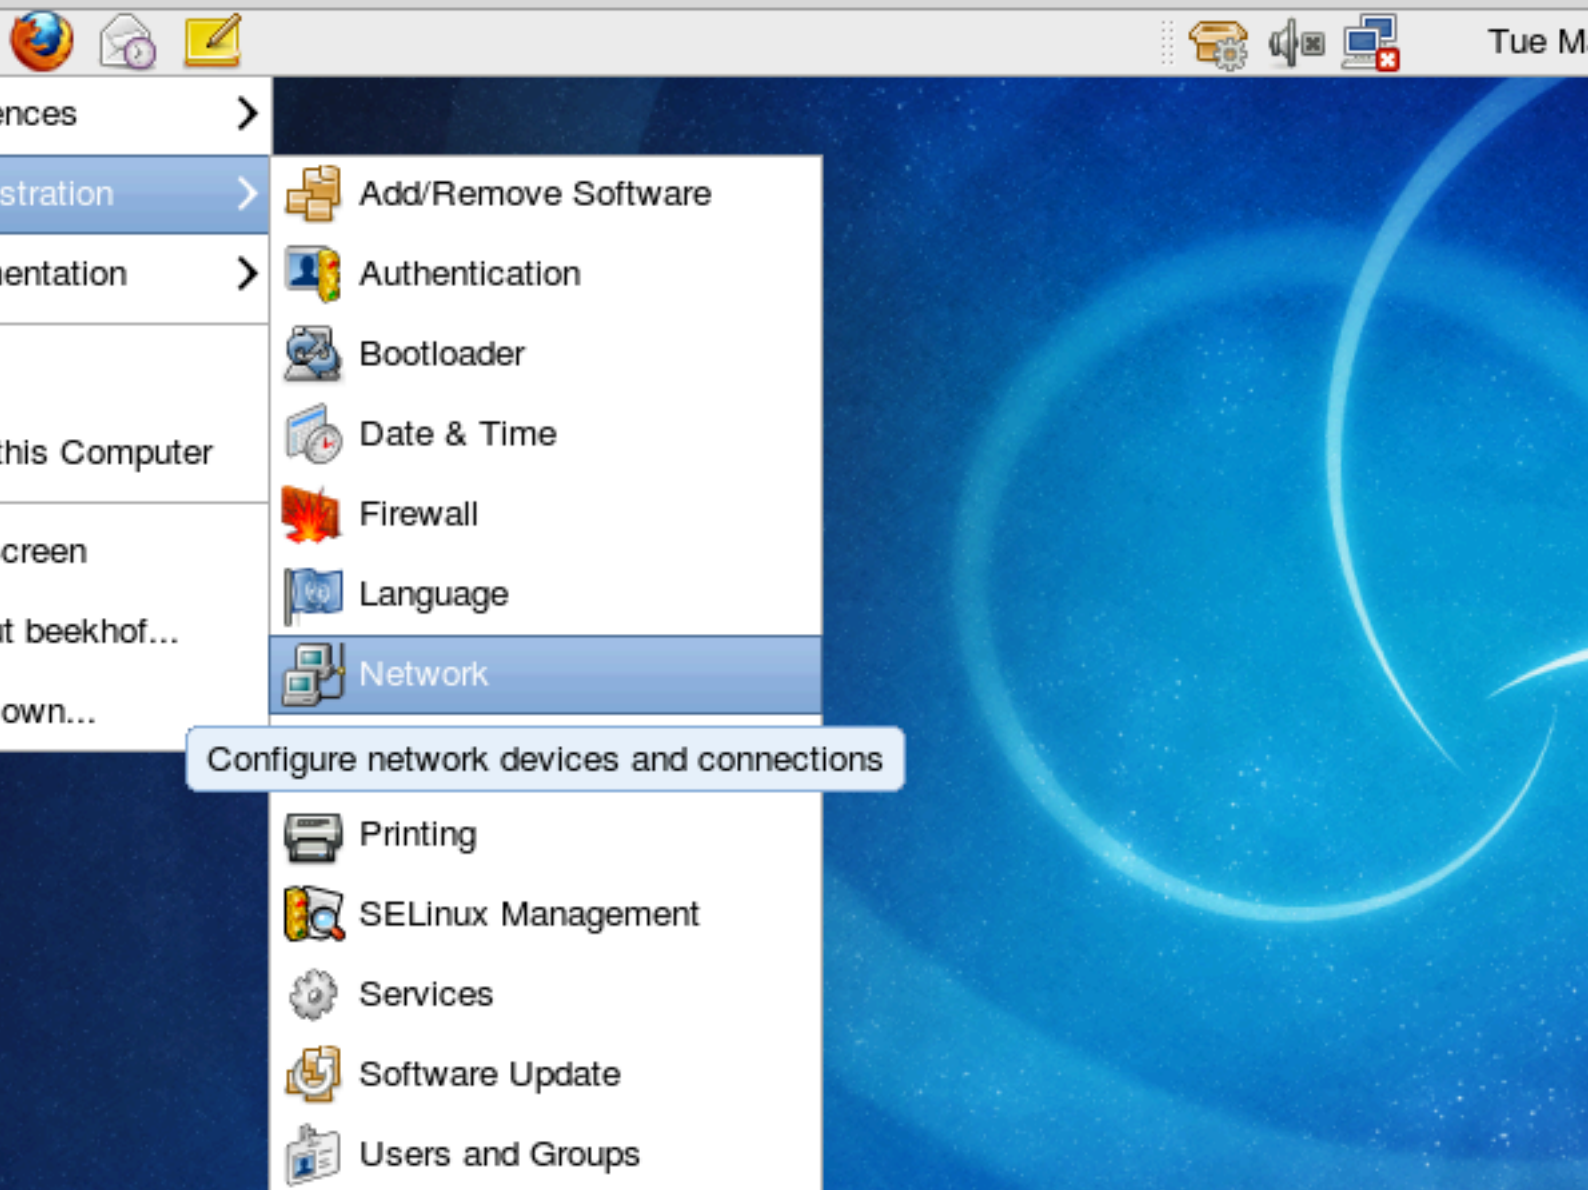 Tue M
ences
stration
entation
this Computer
creen
ut beekhof...
own...
Add/Remove Software
Authentication
Bootloader
Date & Time
Firewall
Language
Network
Configure network devices and connections
Printing
SELinux Management
Services
Software Update
Users and Groups